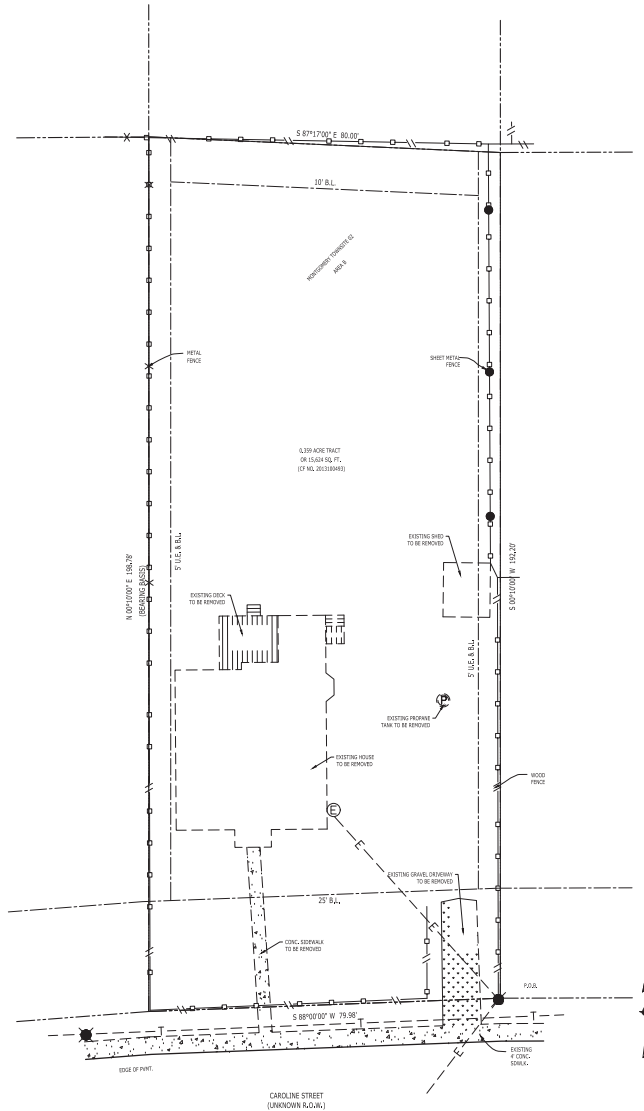 S 87°17'00" E 80.00'
10' B.L.
MONTGOMERY TOWNSITE 02
AREA B
METAL
FENCE
SHEET METAL
FENCE
0.359 ACRE TRACT
OR 15,624 SQ. FT.
(CF NO. 2013100493)
N 00°10'00" E 198.78'
(BEARING BASIS)
5' U.E. & B.L.
EXISTING SHED
TO BE REMOVED
S 00°10'00" W 192.20'
EXISTING DECK
TO BE REMOVED
5' U.E. & B.L.
P
EXISTING PROPANE
TANK TO BE REMOVED
EXISTING HOUSE
TO BE REMOVED
WOOD
FENCE
E
E
EXISTING GRAVEL DRIVEWAY
TO BE REMOVED
25' B.L.
E
CONC. SIDEWALK
TO BE REMOVED
P.O.B.
S 88°00'00" W 79.98'
T
T
T
E
EXISTING
4' CONC.
SDWLK.
EDGE OF PVMT.
CAROLINE STREET
(UNKNOWN R.O.W.)